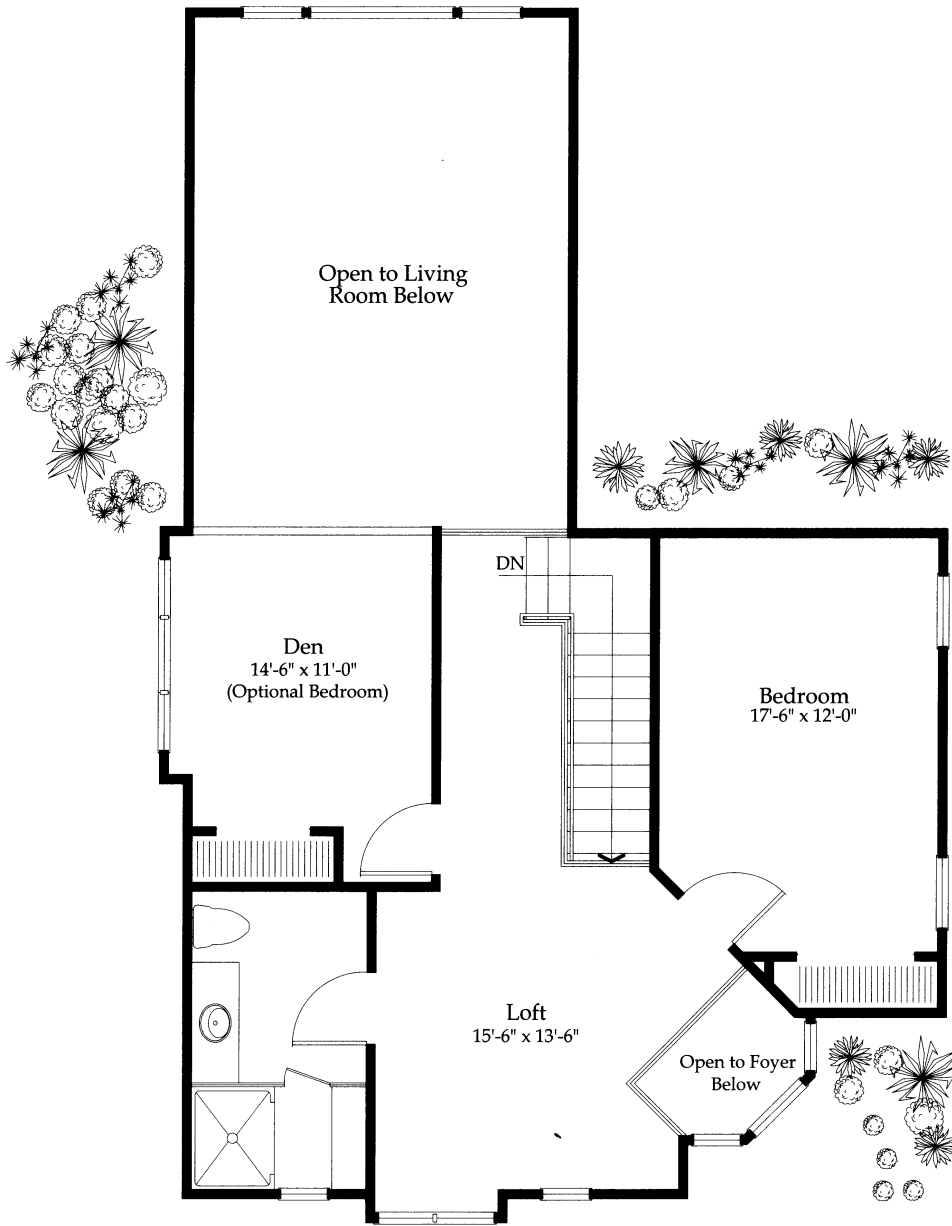 Open to Living
Room Below
DN
Den
14'-6" x 11'-0"
(Optional Bedroom)
Bedroom
17'-6" x 12'-0"
Loft
15'-6" x 13'-6"
Open to Foyer
Below